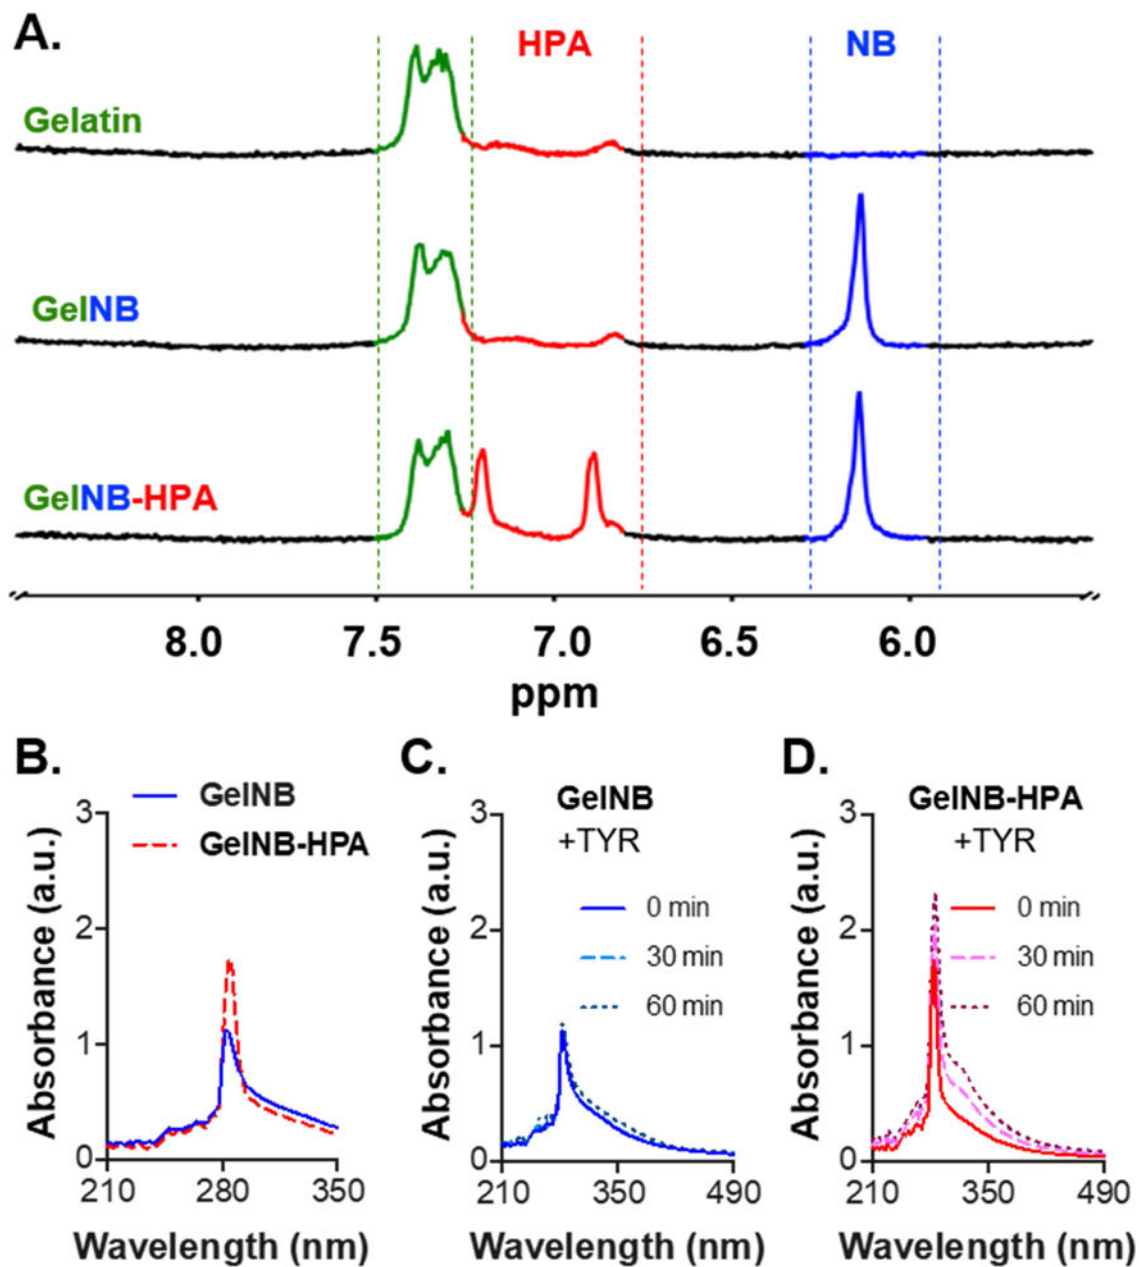 A.
HPA
NB
Gelatin
GelNB
GelNB-HPA
8.0 7.5 7.0 6.5 6.0
ppm
B.
GelNB
GelNB-HPA
3
2
1
0
Absorbance (a.u.)
210 280 350
Wavelength (nm)
C.
GelNB
+TYR
0 min
30 min
60 min
3
2
1
0
Absorbance (a.u.)
210 350 490
Wavelength (nm)
D.
GelNB-HPA
+TYR
0 min
30 min
60 min
3
2
1
0
Absorbance (a.u.)
210 350 490
Wavelength (nm)